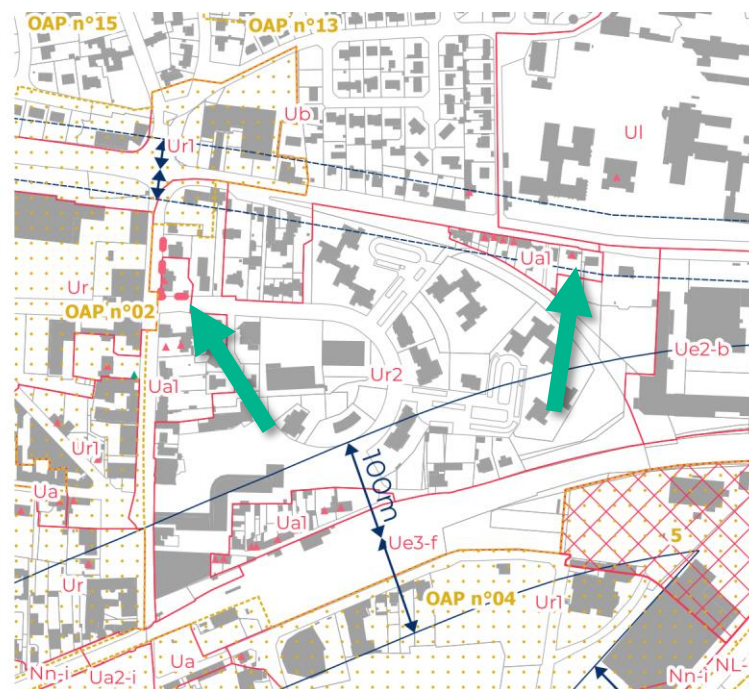 OAP n°15
OAP n°13
Ub
Ur1
Ul
Ua1
Ur
OAP n°02
Ue2-b
Ua1
Ur2
Ur1
100m
Ua
Ua1
Ue3-f
5
Ur
OAP n°04
Ur1
Ua
Nn-i
Ua2-i
Nn-i
NL-